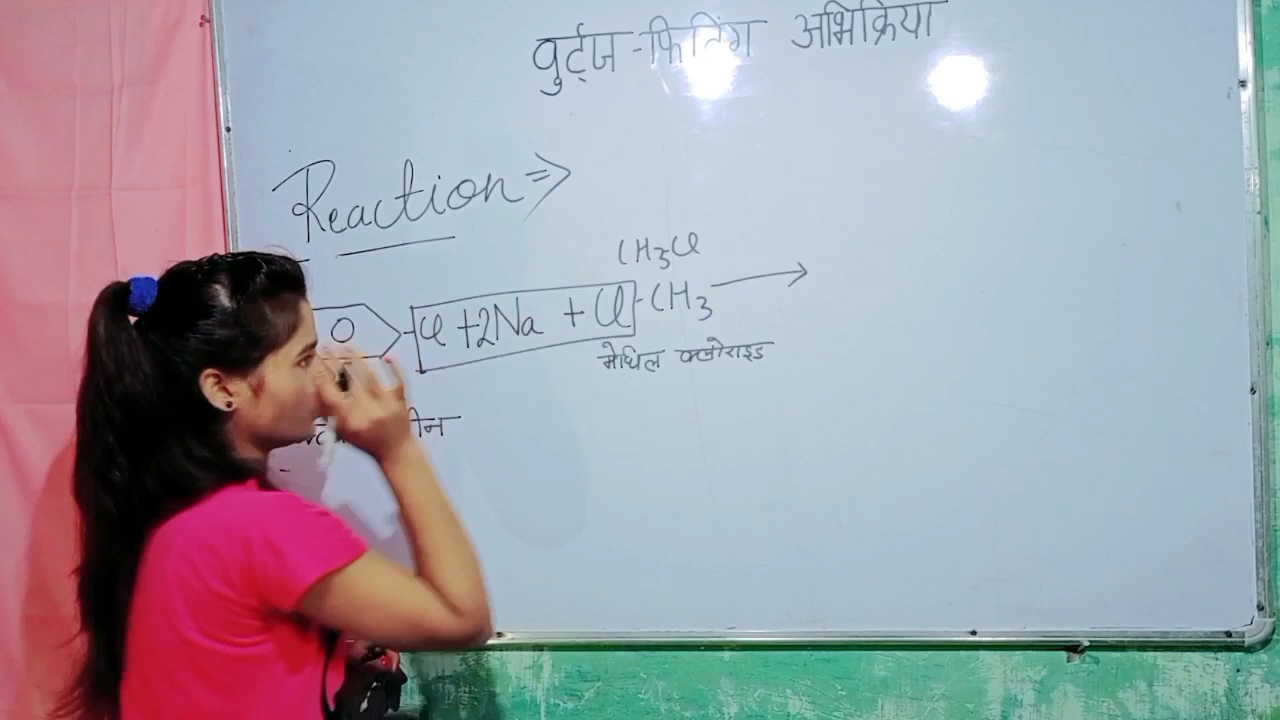 वुर्ट्ज-फिटिंग अभिक्रिया
Reaction ⇒
CH₃Cl
-Cl + 2Na + Cl-CH₃ →
मेथिल क्लोराइड